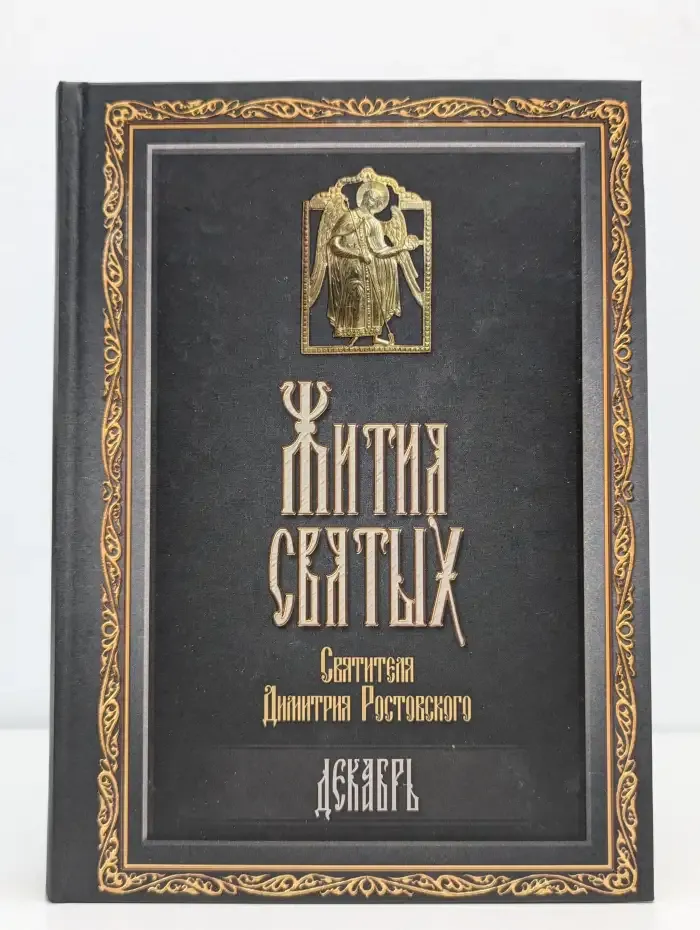 Жития
святых
Святителя
Димитрия Ростовского
Декабрь